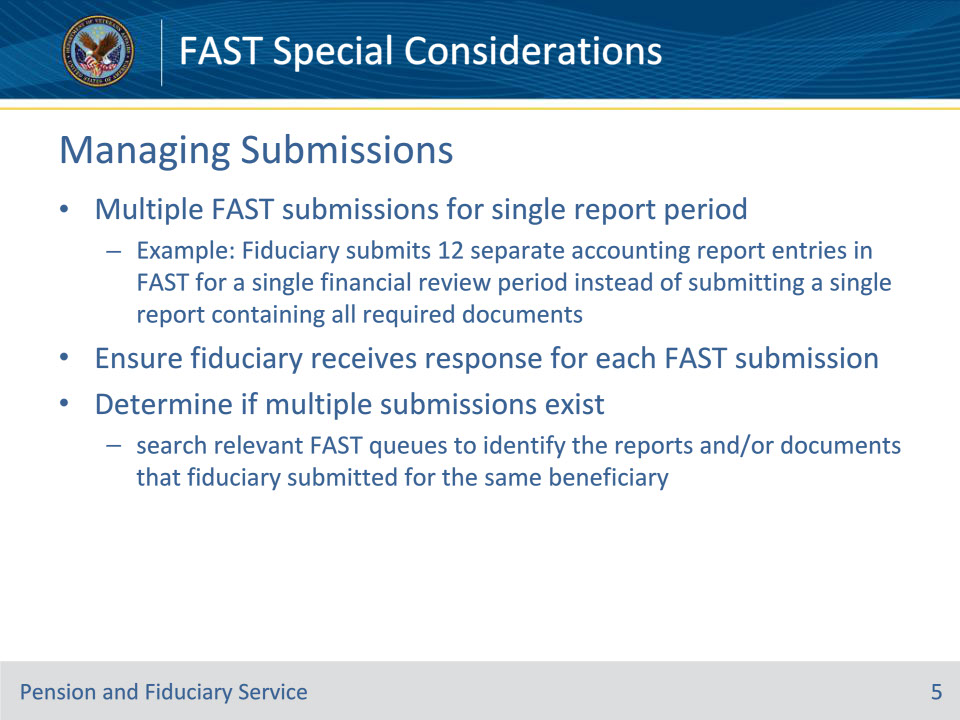 FAST Special Considerations
Managing Submissions
• Multiple FAST submissions for single report period
– Example: Fiduciary submits 12 separate accounting report entries in
FAST for a single financial review period instead of submitting a single
report containing all required documents
• Ensure fiduciary receives response for each FAST submission
• Determine if multiple submissions exist
– search relevant FAST queues to identify the reports and/or documents
that fiduciary submitted for the same beneficiary
Pension and Fiduciary Service
5